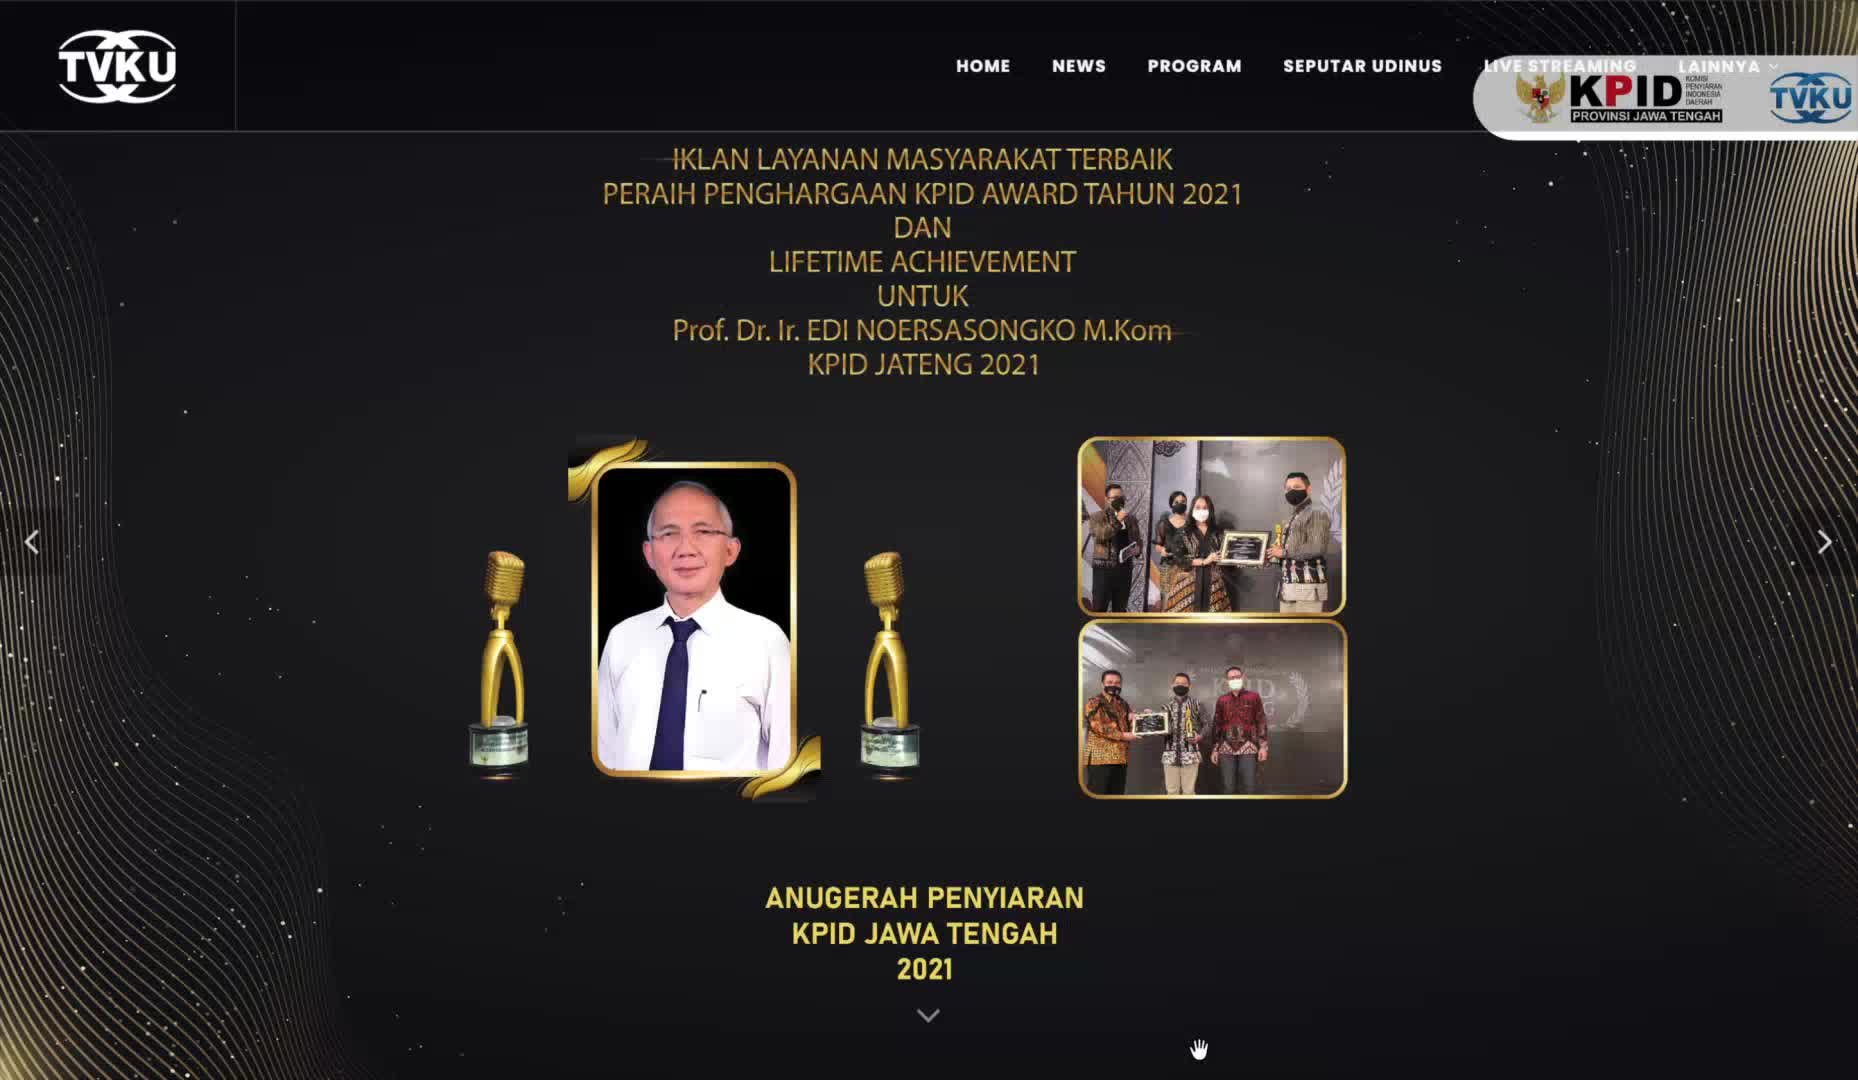 TVKU
HOME NEWS PROGRAM SEPUTAR UDINUS LIVE STREAMING LAINNYA
KPID
KOMISI
PENYIARAN
INDONESIA
DAERAH
PROVINSI JAWA TENGAH
TVKU
IKLAN LAYANAN MASYARAKAT TERBAIK
PERAIH PENGHARGAAN KPID AWARD TAHUN 2021
DAN
LIFETIME ACHIEVEMENT
UNTUK
Prof. Dr. Ir. EDI NOERSASONGKO M.Kom
KPID JATENG 2021
KPID
ANUGERAH PENYIARAN
KPID JAWA TENGAH
2021